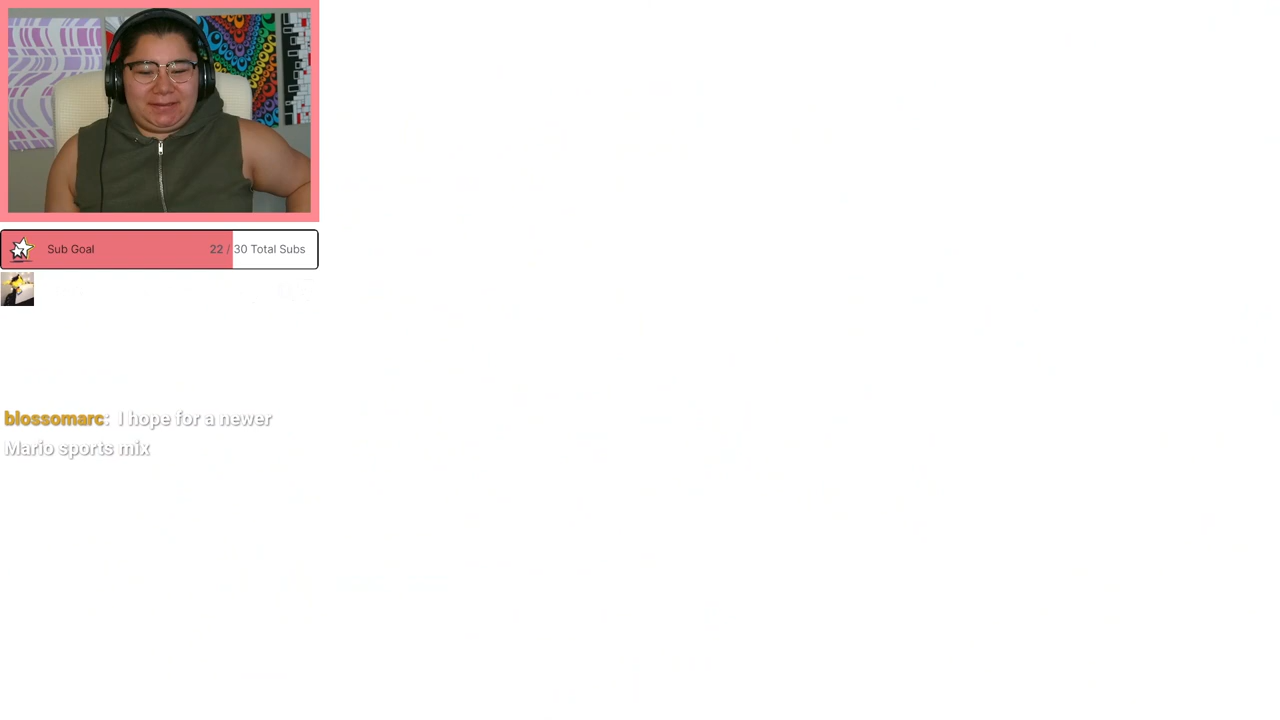 Sub Goal 22 / 30 Total Subs
blossomarc: I hope for a newer
Mario sports mix